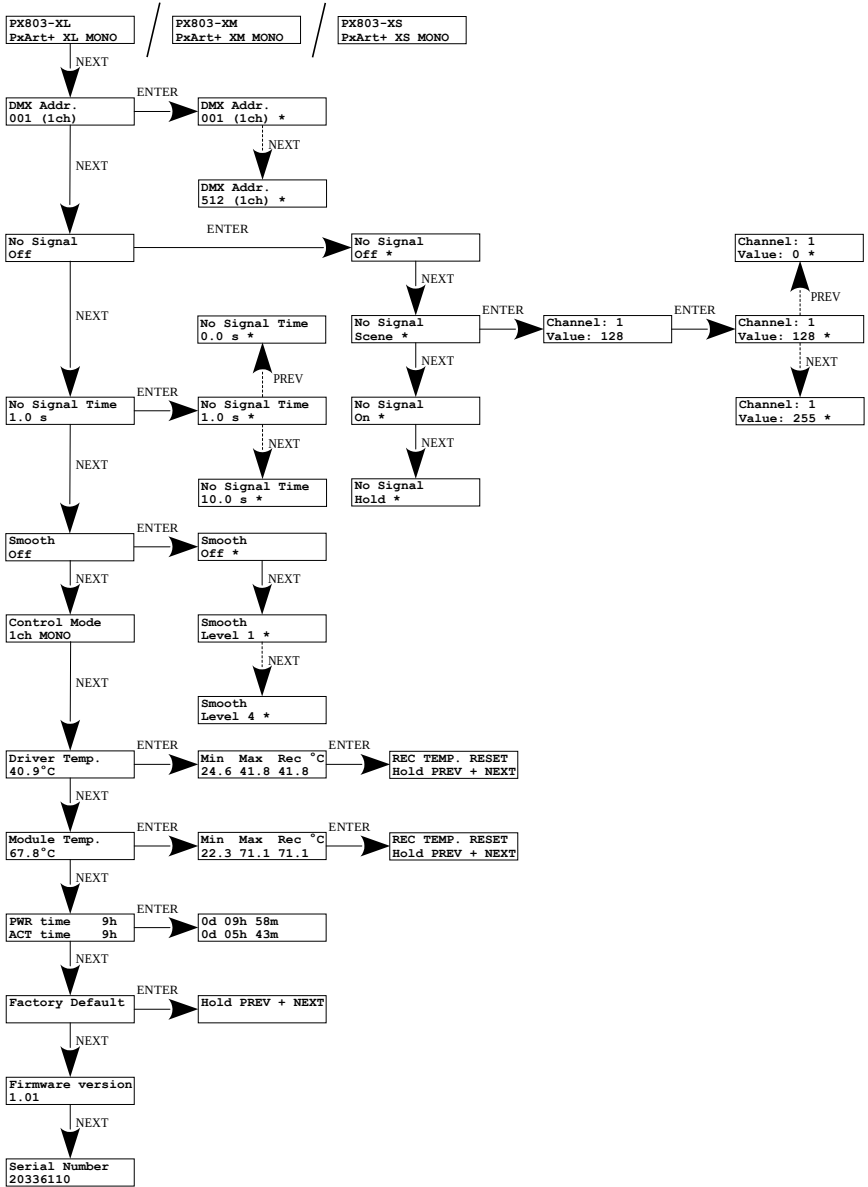 PX803-XL
PxArt+ XL MONO
PX803-XM
PxArt+ XM MONO
PX803-XS
PxArt+ XS MONO
NEXT
DMX Addr.
001 (1ch)
ENTER
DMX Addr.
001 (1ch) *
NEXT
DMX Addr.
512 (1ch) *
NEXT
No Signal
Off
ENTER
No Signal
Off *
NEXT
No Signal
Scene *
ENTER
Channel: 1
Value: 128
ENTER
Channel: 1
Value: 0 *
PREV
Channel: 1
Value: 128 *
NEXT
Channel: 1
Value: 255 *
NEXT
No Signal
On *
NEXT
No Signal
Hold *
NEXT
No Signal Time
1.0 s
ENTER
No Signal Time
0.0 s *
PREV
No Signal Time
1.0 s *
NEXT
No Signal Time
10.0 s *
NEXT
Smooth
Off
ENTER
Smooth
Off *
NEXT
Smooth
Level 1 *
NEXT
Smooth
Level 4 *
NEXT
Control Mode
1ch MONO
NEXT
Driver Temp.
40.9°C
ENTER
Min Max Rec °C
24.6 41.8 41.8
ENTER
REC TEMP. RESET
Hold PREV + NEXT
NEXT
Module Temp.
67.8°C
ENTER
Min Max Rec °C
22.3 71.1 71.1
ENTER
REC TEMP. RESET
Hold PREV + NEXT
NEXT
PWR time 9h
ACT time 9h
ENTER
0d 09h 58m
0d 05h 43m
NEXT
Factory Default
ENTER
Hold PREV + NEXT
NEXT
Firmware version
1.01
NEXT
Serial Number
20336110